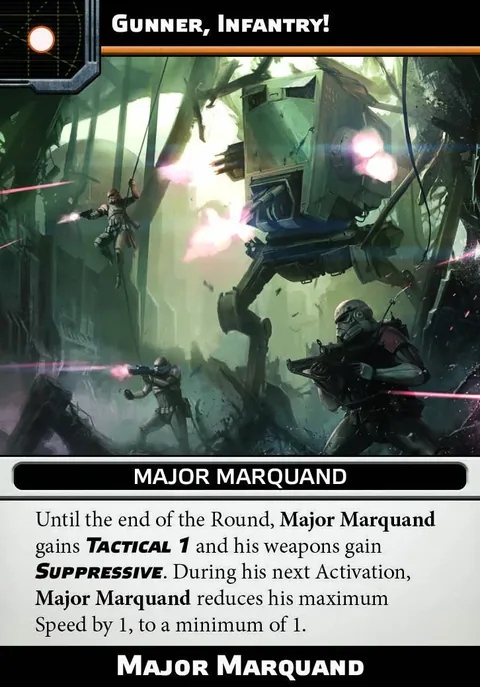 Gunner, Infantry!
MAJOR MARQUAND
Until the end of the Round, Major Marquand
gains Tactical 1 and his weapons gain
Suppressive. During his next Activation,
Major Marquand reduces his maximum
Speed by 1, to a minimum of 1.
Major Marquand